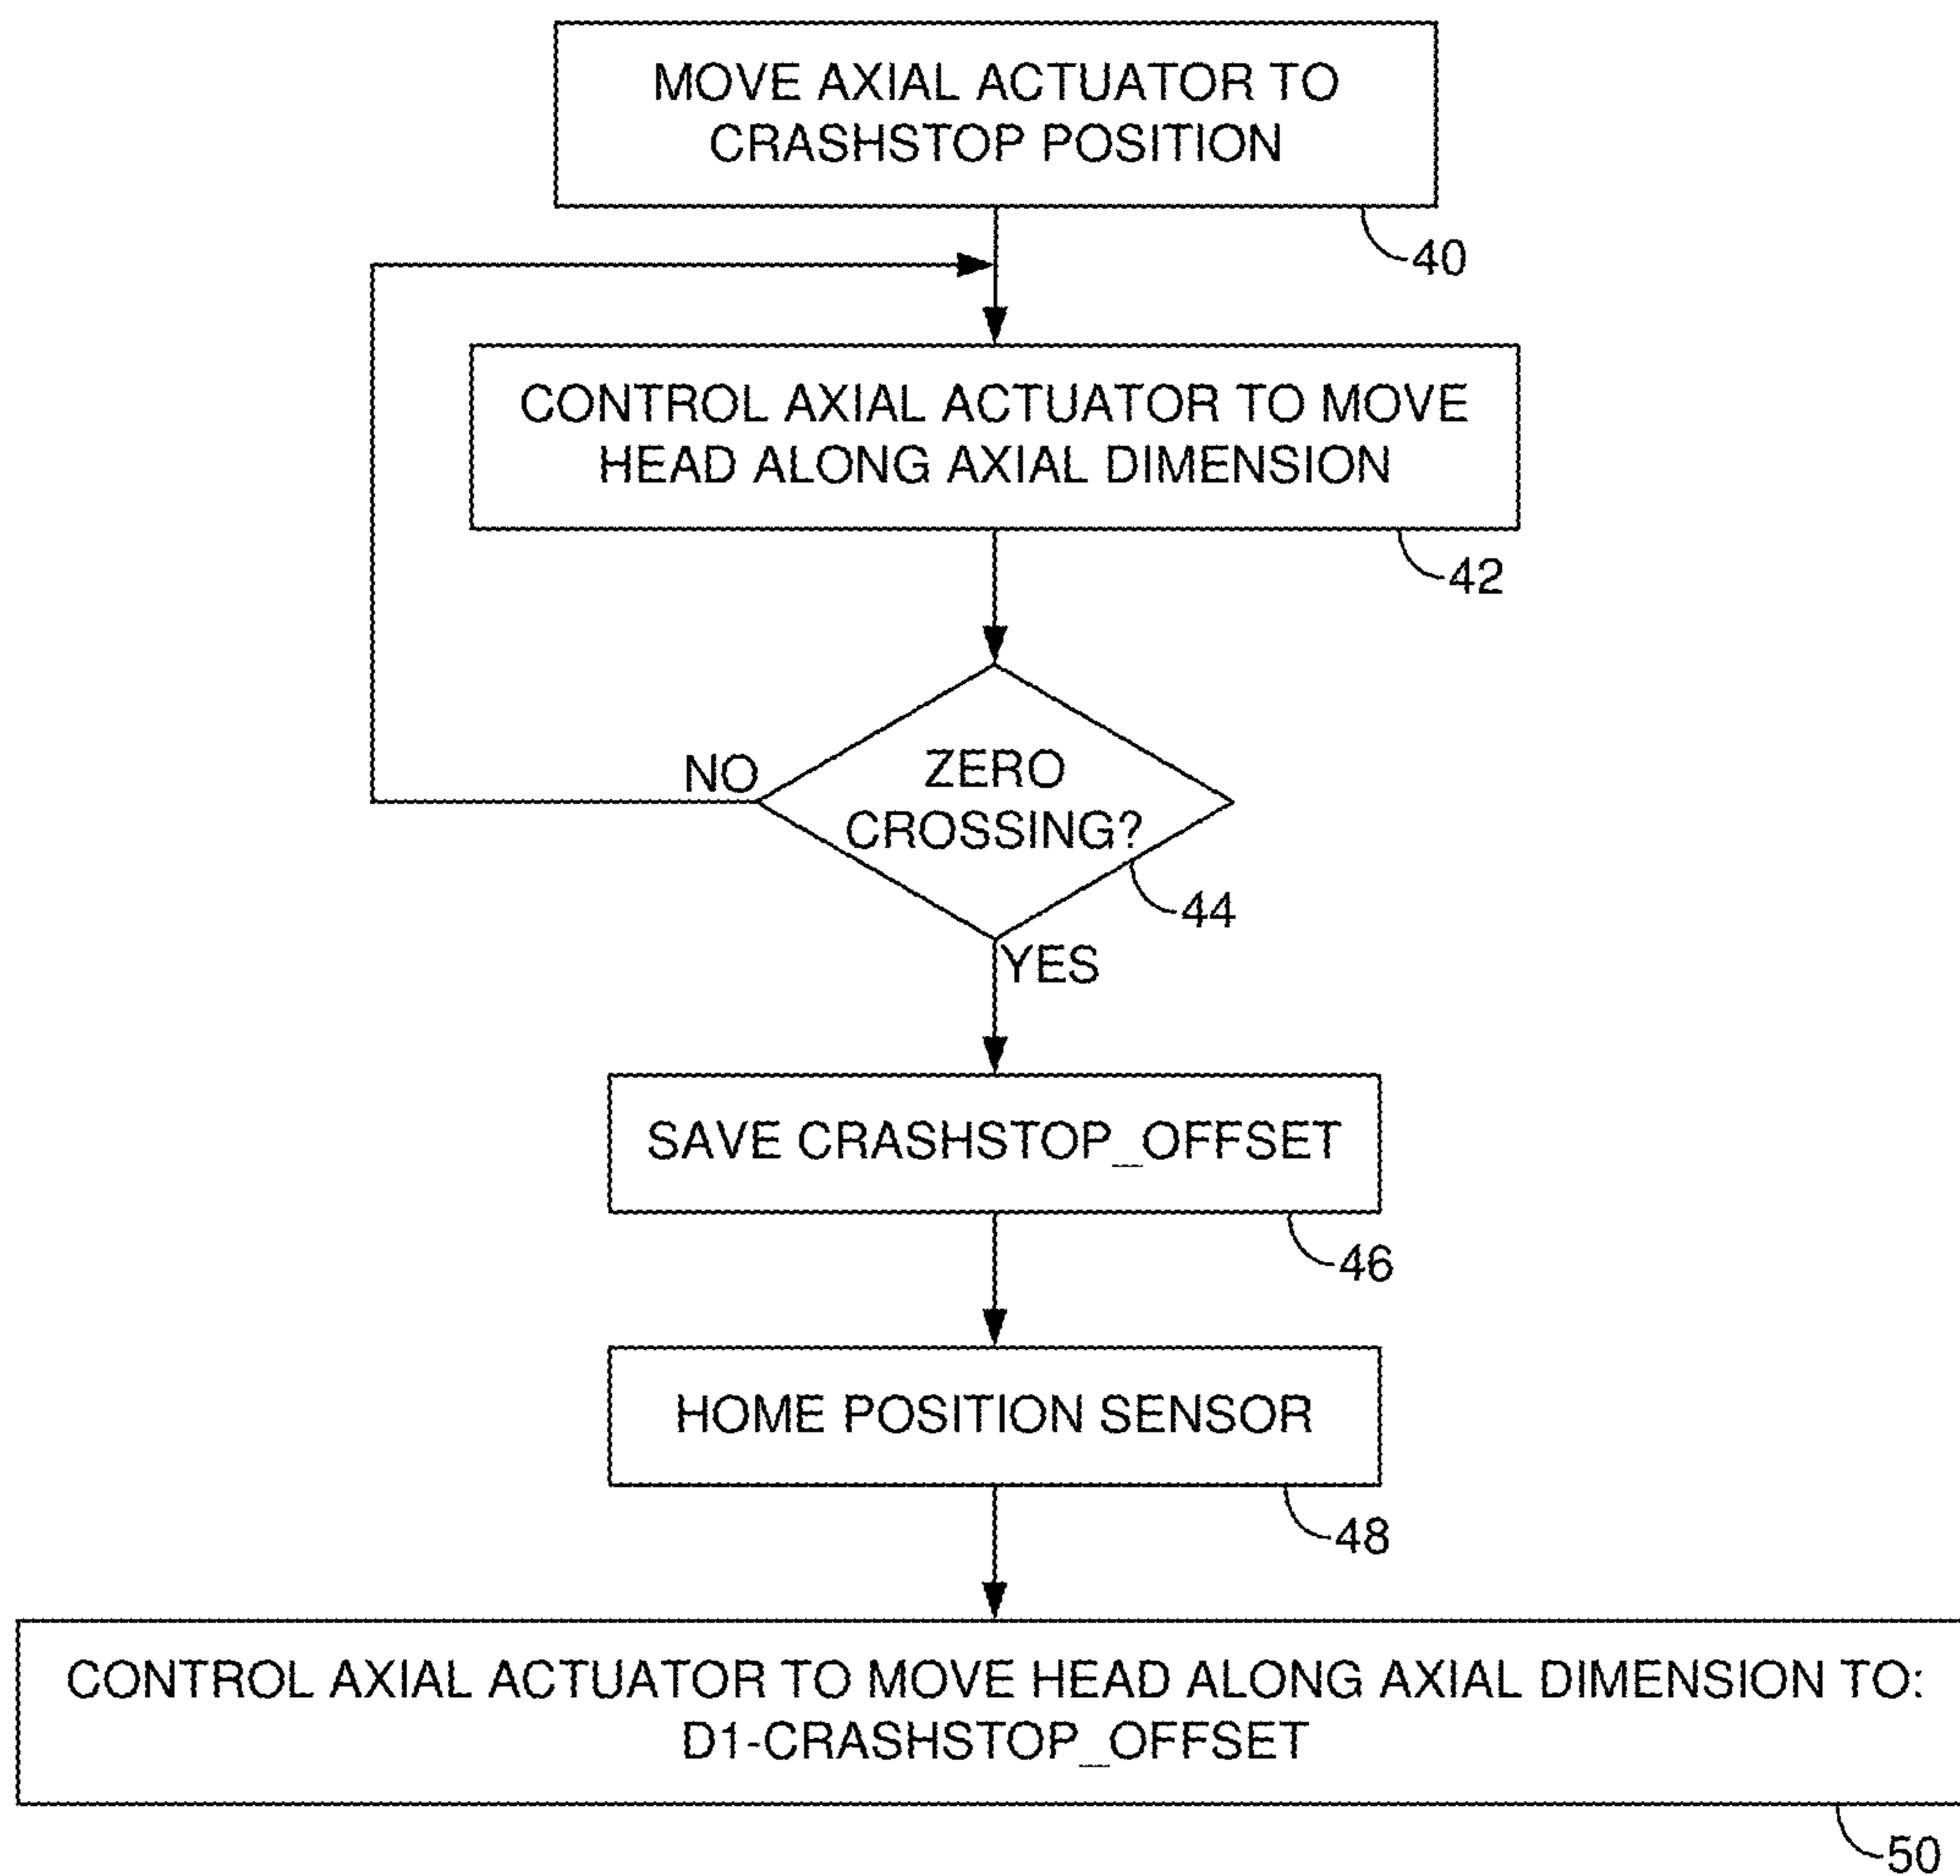 MOVE AXIAL ACTUATOR TO
CRASHSTOP POSITION
40
CONTROL AXIAL ACTUATOR TO MOVE
HEAD ALONG AXIAL DIMENSION
42
NO
ZERO
CROSSING?
44
YES
SAVE CRASHSTOP_OFFSET
46
HOME POSITION SENSOR
48
CONTROL AXIAL ACTUATOR TO MOVE HEAD ALONG AXIAL DIMENSION TO:
D1-CRASHSTOP_OFFSET
50